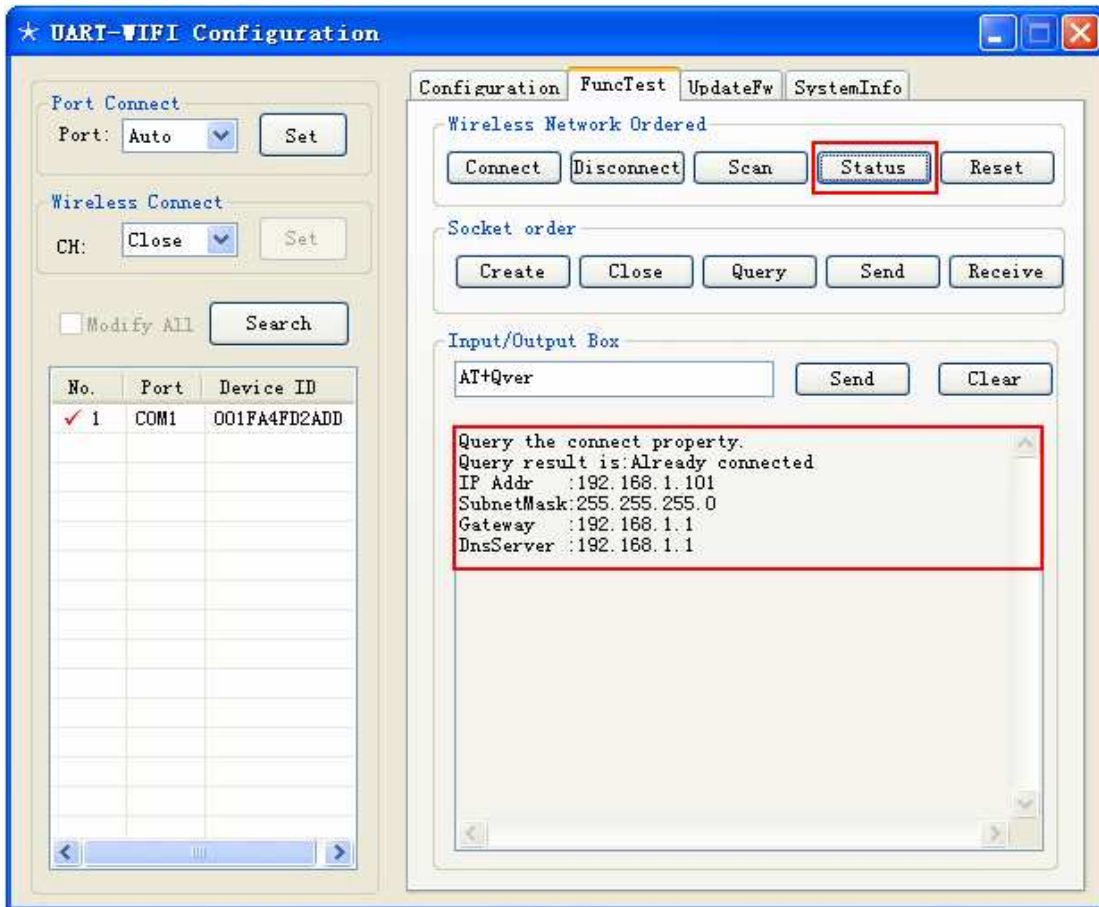 UART-WIFI Configuration
Port Connect
Port: Auto Set
Wireless Connect
CH: Close Set
Modify All Search
No. Port Device ID
1 COM1 001FA4FD2ADD
Configuration FuncTest UpdateFw SystemInfo
Wireless Network Ordered
Connect Disconnect Scan Status Reset
Socket order
Create Close Query Send Receive
Input/Output Box
AT+Qver Send Clear
Query the connect property.
Query result is:Already connected
IP Addr :192.168.1.101
SubnetMask:255.255.255.0
Gateway :192.168.1.1
DnsServer :192.168.1.1